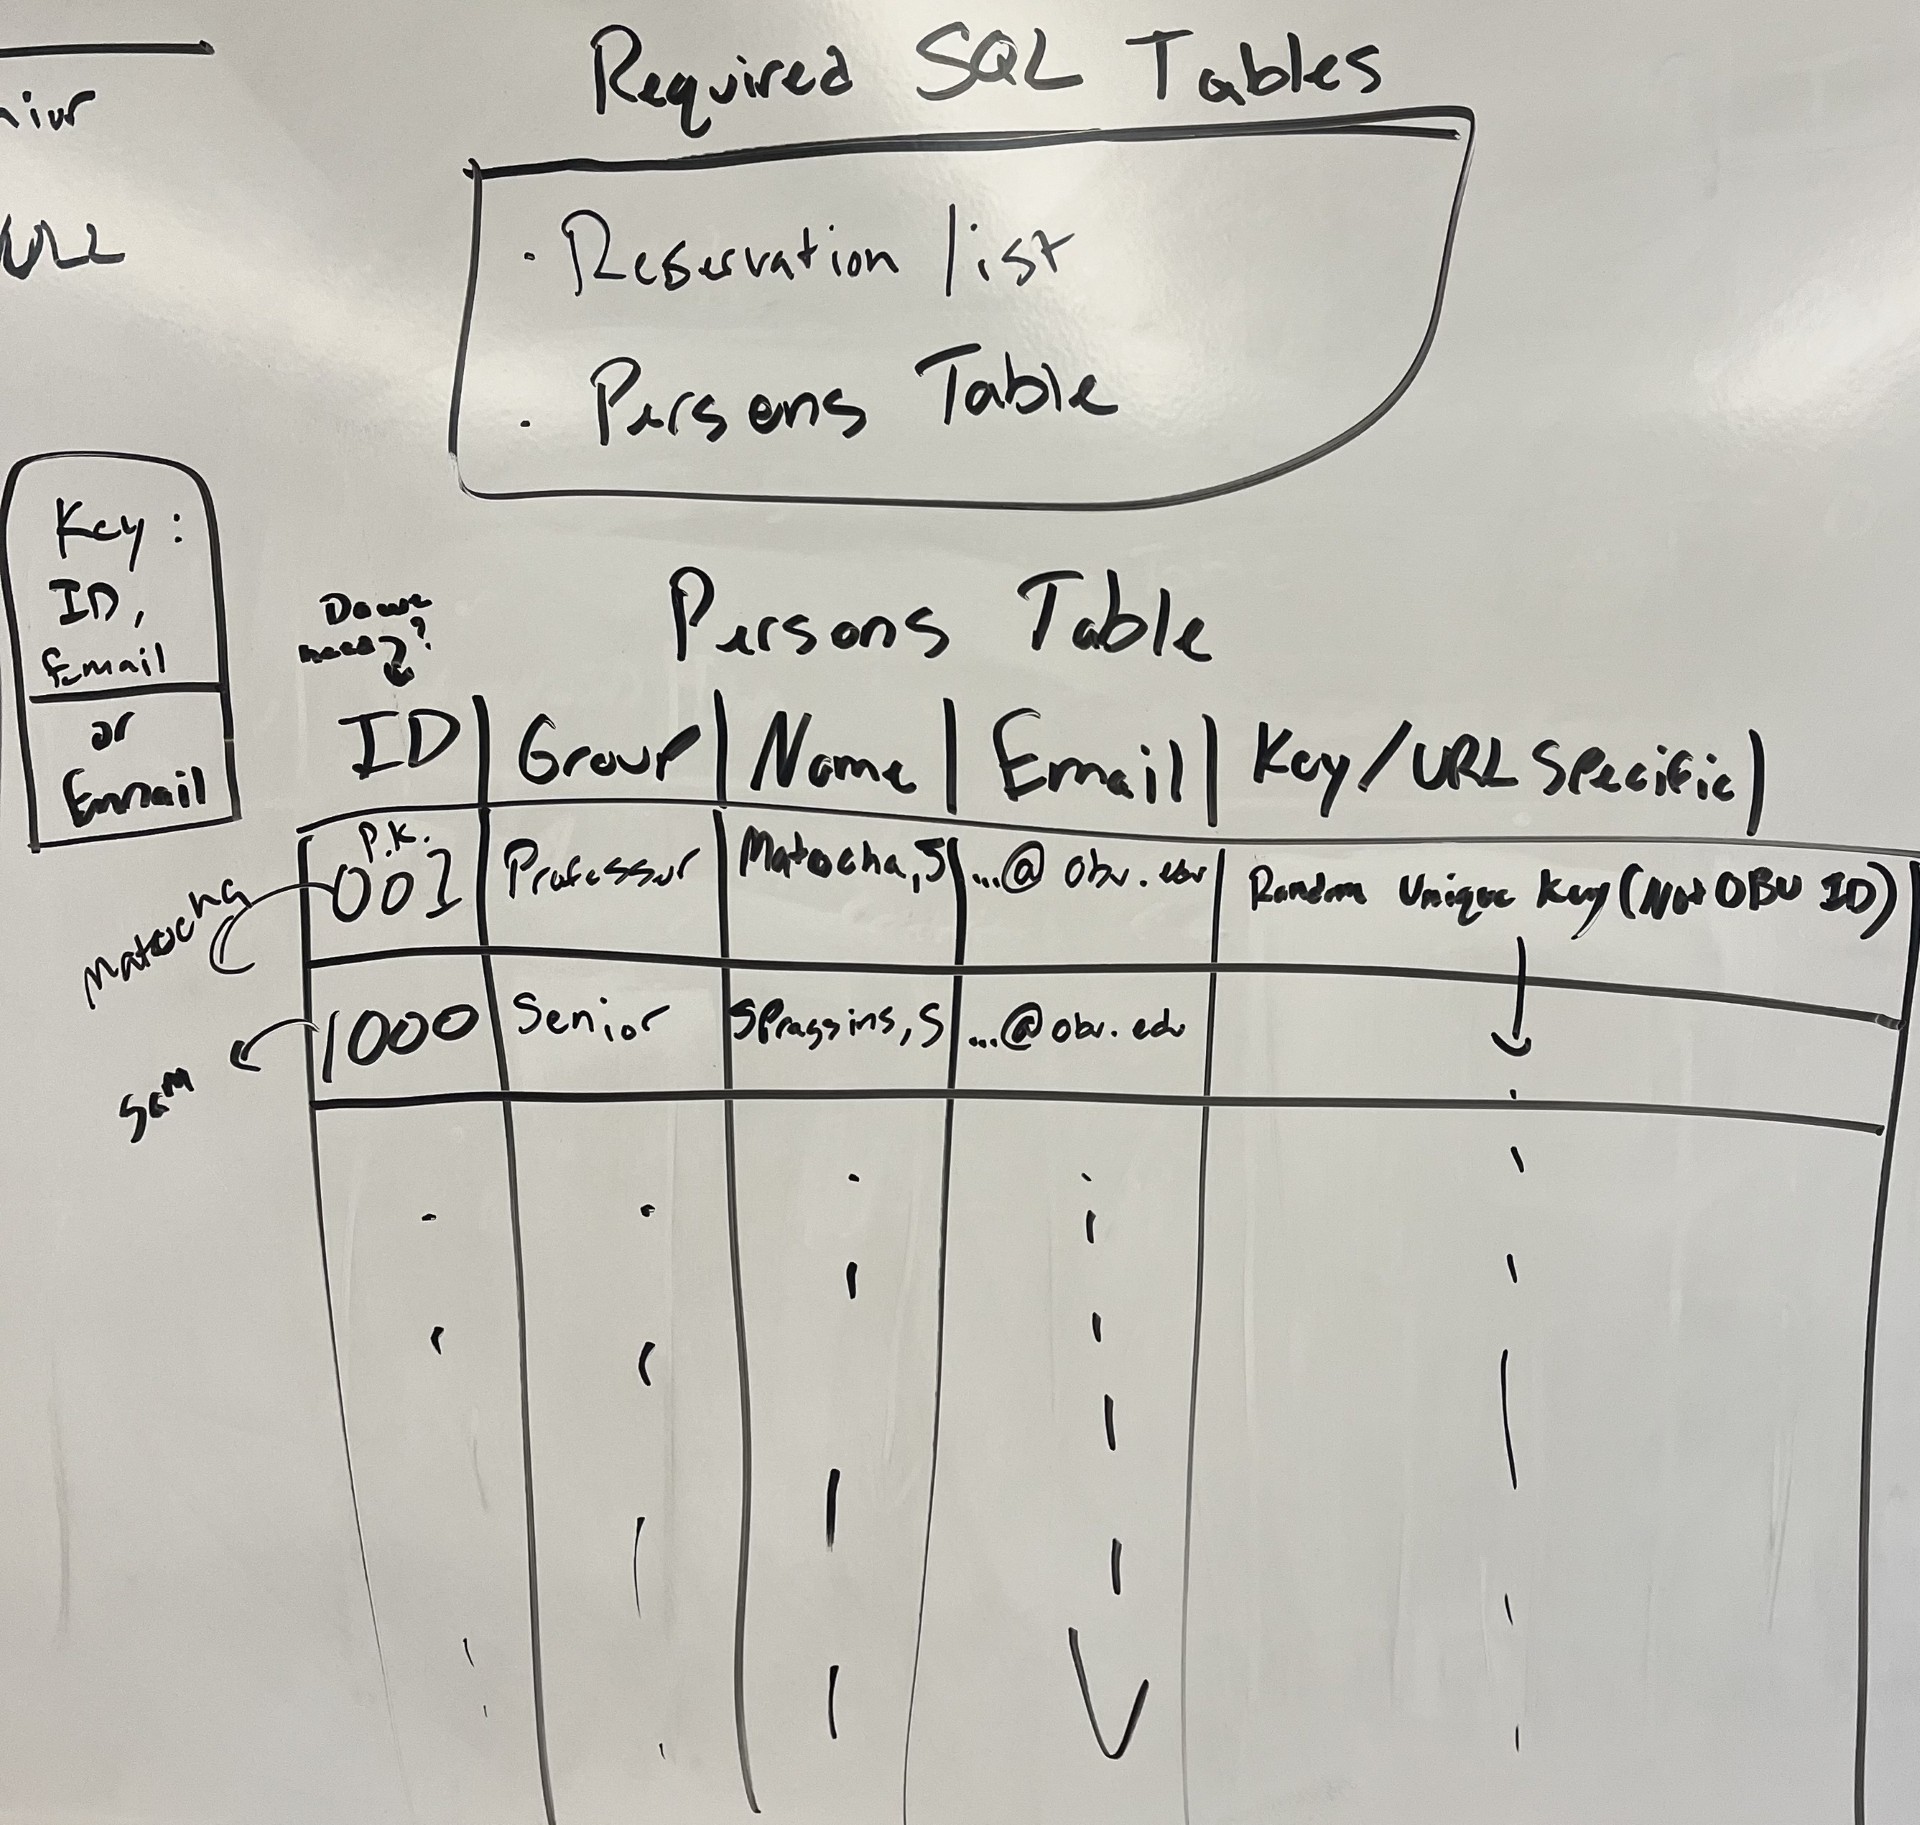 Required SQL Tables
· Reservation list
· Persons Table
ULL
Key:
ID,
Email
or
Email
Do we
need?
Persons Table
ID | Group | Name | Email | Key/URL Specific |
P.K.
001 Professor Matocha, J ...@obu.edu Random Unique Key (Not OBU ID)
Matocha
1000 Senior Spraggins, S ...@obu.edu
Sam